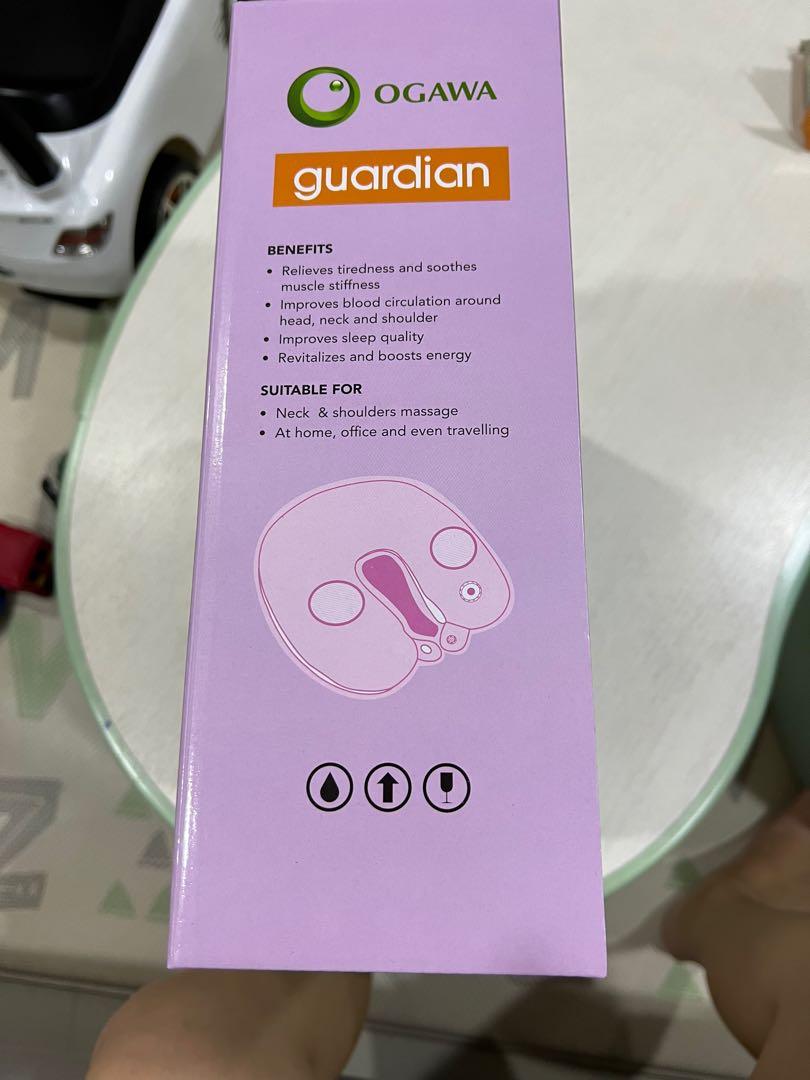 OGAWA
guardian
BENEFITS
• Relieves tiredness and soothes
muscle stiffness
• Improves blood circulation around
head, neck and shoulder
• Improves sleep quality
• Revitalizes and boosts energy
SUITABLE FOR
• Neck & shoulders massage
• At home, office and even travelling